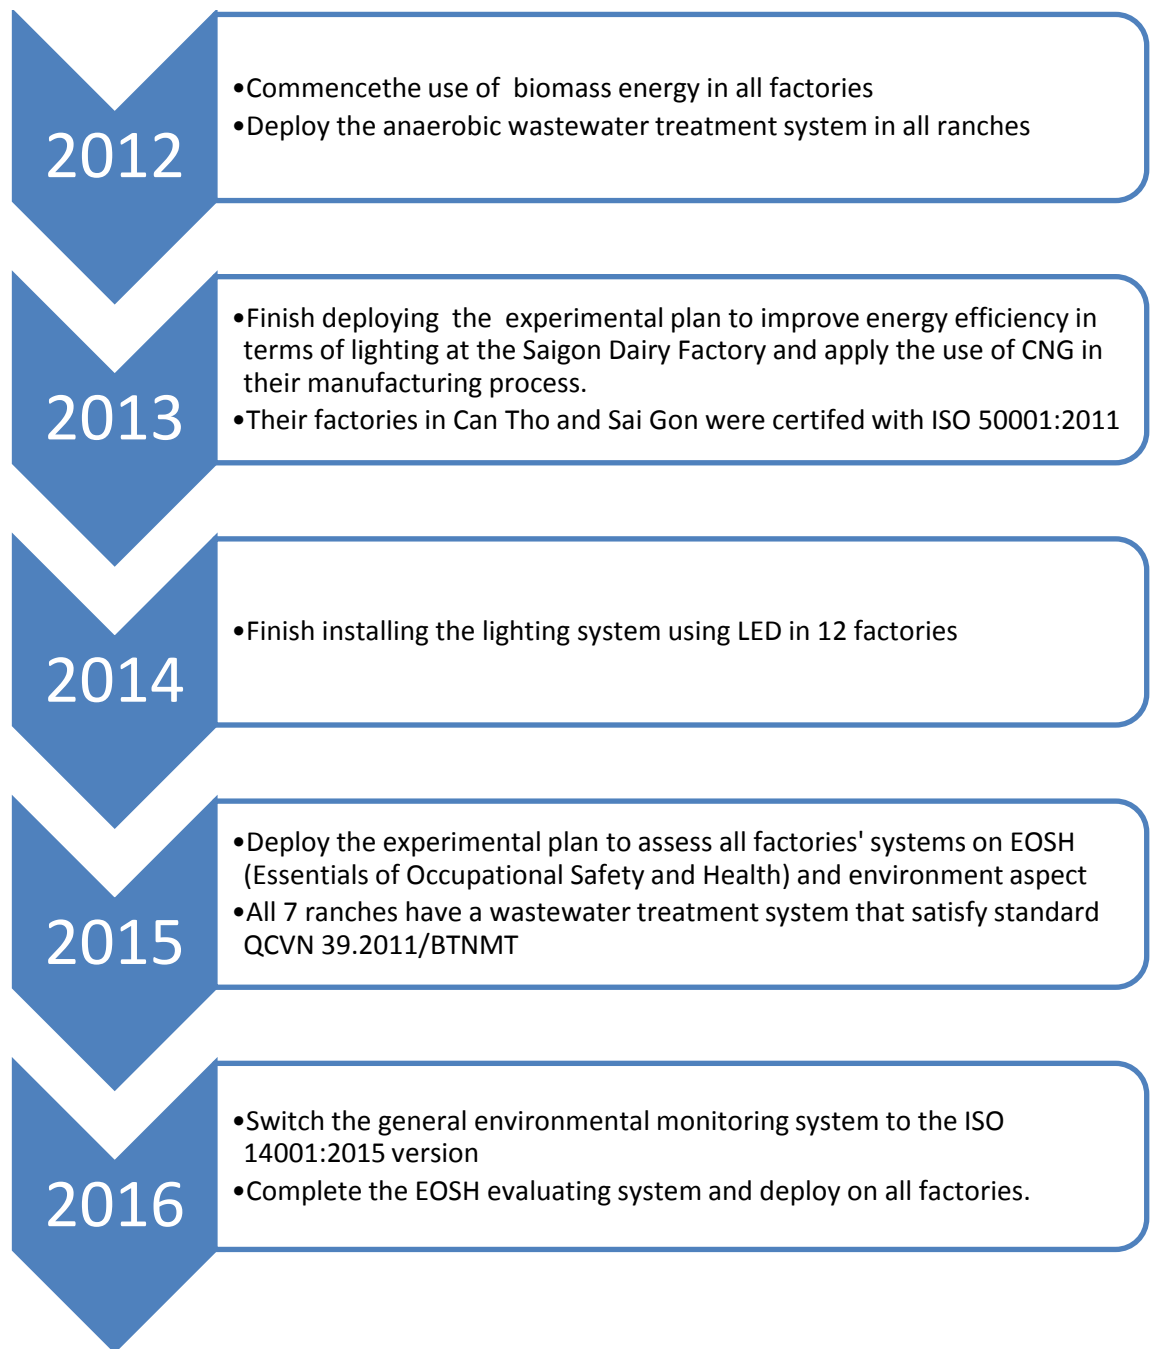 2012
•Commencethe use of  biomass energy in all factories
•Deploy the anaerobic wastewater treatment system in all ranches
2013
•Finish deploying  the  experimental plan to improve energy efficiency in
terms of lighting at the Saigon Dairy Factory and apply the use of CNG in
their manufacturing process.
•Their factories in Can Tho and Sai Gon were certifed with ISO 50001:2011
2014
•Finish installing the lighting system using LED in 12 factories
2015
•Deploy the experimental plan to assess all factories' systems on EOSH
(Essentials of Occupational Safety and Health) and environment aspect
•All 7 ranches have a wastewater treatment system that satisfy standard
QCVN 39.2011/BTNMT
2016
•Switch the general environmental monitoring system to the ISO
14001:2015 version
•Complete the EOSH evaluating system and deploy on all factories.